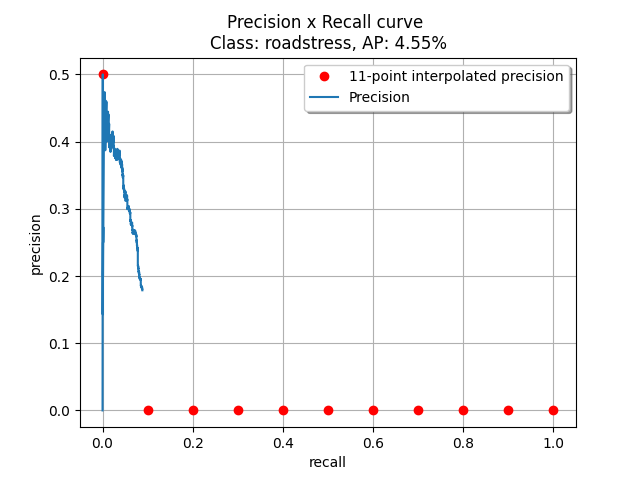 Precision x Recall curve
Class: roadstress, AP: 4.55%
11-point interpolated precision
Precision
0.5
0.4
0.3
0.2
0.1
0.0
precision
0.0 0.2 0.4 0.6 0.8 1.0
recall